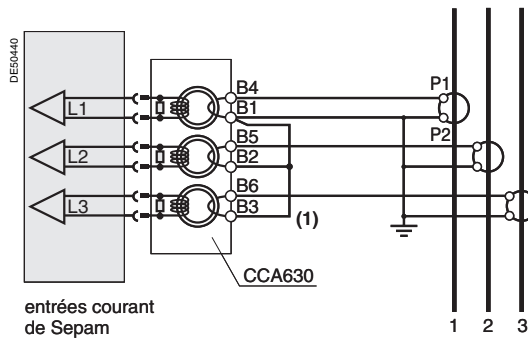 DE50440
B4
P1
L1
B1
B5
P2
L2
B2
B6
L3
B3
(1)
CCA630
entrées courant
de Sepam
1 2 3